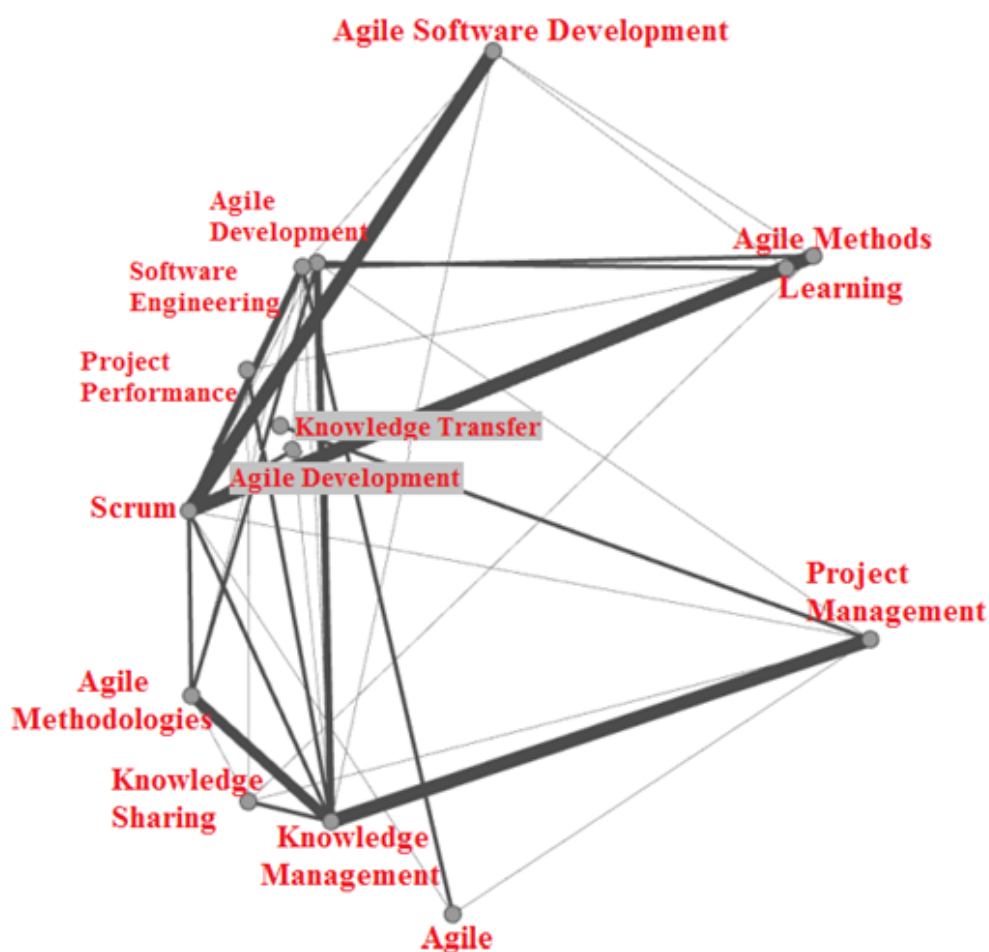 Agile Software Development
Agile
Development
Agile Methods
Software
Engineering
Learning
Project
Performance
Knowledge Transfer
Agile Development
Scrum
Project
Management
Agile
Methodologies
Knowledge
Sharing
Knowledge
Management
Agile